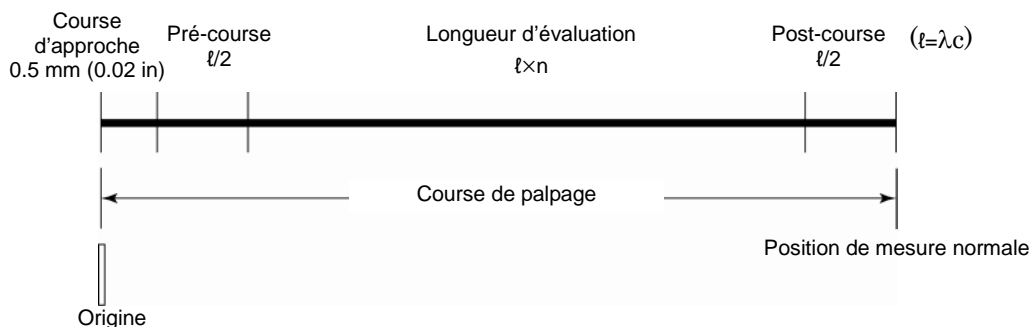 Course
d'approche
0.5 mm (0.02 in)
Pré-course
ℓ/2
Longueur d'évaluation
ℓ×n
Post-course
ℓ/2
(ℓ=λc)
Course de palpage
Position de mesure normale
Origine